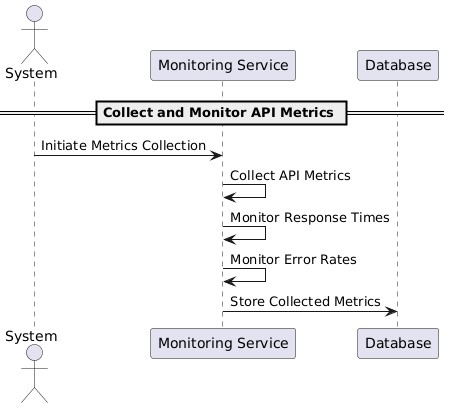 System
Monitoring Service
Database
Collect and Monitor API Metrics
Initiate Metrics Collection
Collect API Metrics
Monitor Response Times
Monitor Error Rates
Store Collected Metrics
System
Monitoring Service
Database